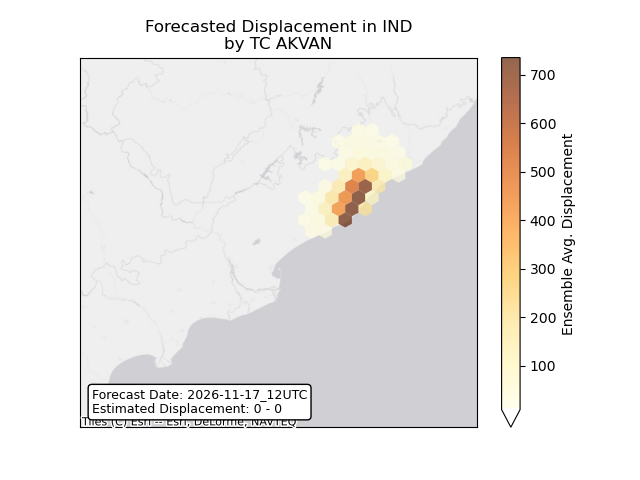 Forecasted Displacement in IND
by TC AKVAN
700
600
500
400
300
200
100
Ensemble Avg. Displacement
Forecast Date: 2026-11-17_12UTC
Estimated Displacement: 0 - 0
Tiles (C) Esri -- Esri, DeLorme, NAVTEQ